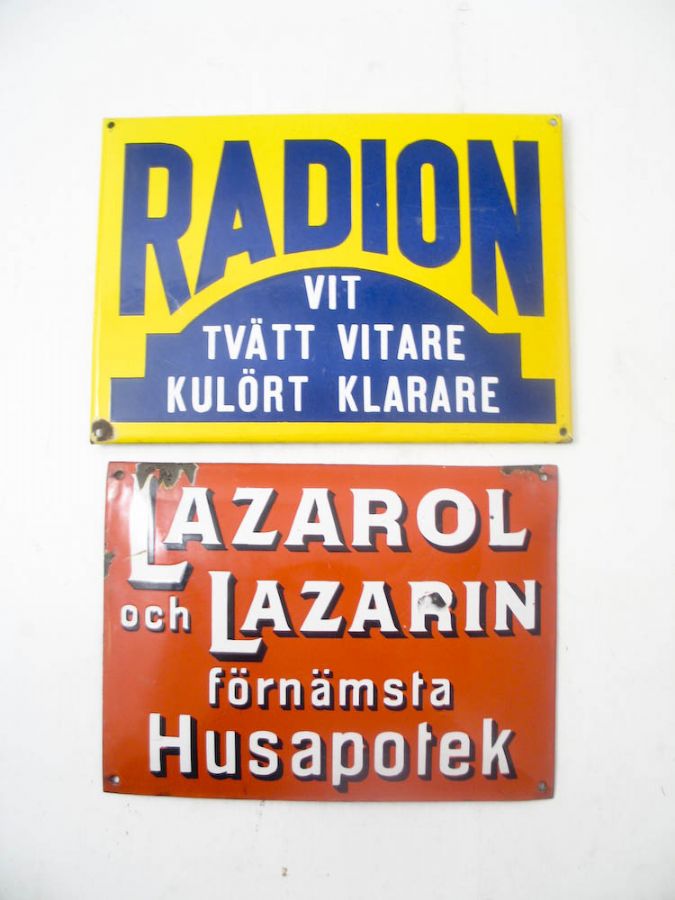 RADION
VIT
TVÄTT VITARE
KULÖRT KLARARE
LAZAROL
och LAZARIN
förnämsta
Husapotek